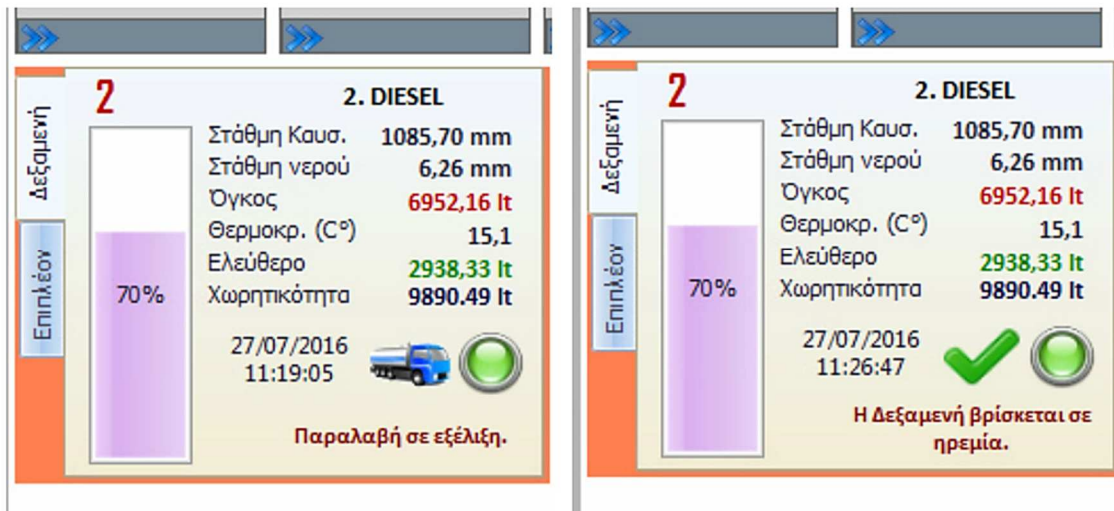 Δεξαμενή
Επιπλέον
2
2. DIESEL
Στάθμη Καυσ. 1085,70 mm
Στάθμη νερού 6,26 mm
Όγκος 6952,16 lt
Θερμοκρ. (C°) 15,1
Ελεύθερο 2938,33 lt
Χωρητικότητα 9890.49 lt
70%
27/07/2016
11:19:05
Παραλαβή σε εξέλιξη.
Δεξαμενή
Επιπλέον
2
2. DIESEL
Στάθμη Καυσ. 1085,70 mm
Στάθμη νερού 6,26 mm
Όγκος 6952,16 lt
Θερμοκρ. (C°) 15,1
Ελεύθερο 2938,33 lt
Χωρητικότητα 9890.49 lt
70%
27/07/2016
11:26:47
Η Δεξαμενή βρίσκεται σε
ηρεμία.